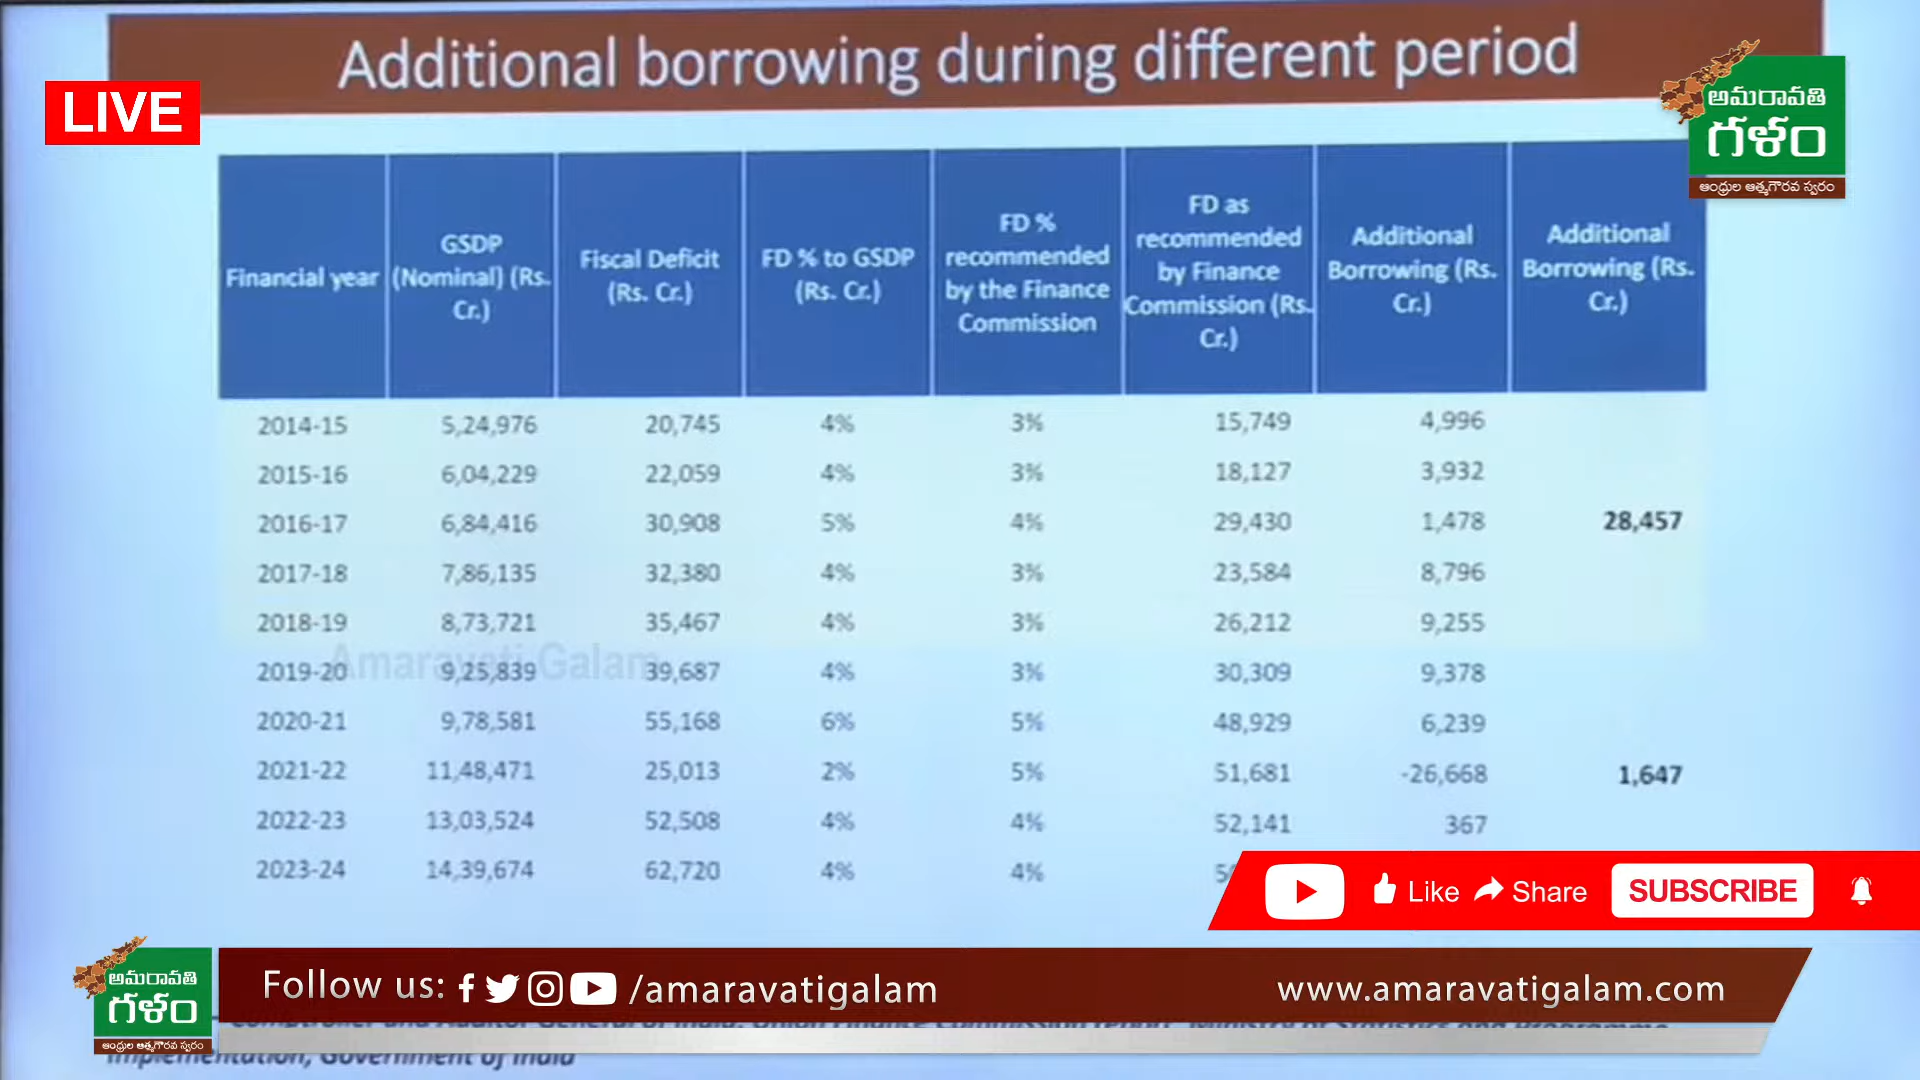 Additional borrowing during different period
LIVE
అమరావతి
గళం
ఆంధ్రుల ఆత్మగౌరవ స్వరం
Financial year | GSDP (Nominal) (Rs. Cr.) | Fiscal Deficit (Rs. Cr.) | FD % to GSDP (Rs. Cr.) | FD % recommended by the Finance Commission | FD as recommended by Finance Commission (Rs. Cr.) | Additional Borrowing (Rs. Cr.) | Additional Borrowing (Rs. Cr.)
2014-15 5,24,976 20,745 4% 3% 15,749 4,996
2015-16 6,04,229 22,059 4% 3% 18,127 3,932
2016-17 6,84,416 30,908 5% 4% 29,430 1,478 28,457
2017-18 7,86,135 32,380 4% 3% 23,584 8,796
2018-19 8,73,721 35,467 4% 3% 26,212 9,255
Amaravati Galam
2019-20 9,25,839 39,687 4% 3% 30,309 9,378
2020-21 9,78,581 55,168 6% 5% 48,929 6,239
2021-22 11,48,471 25,013 2% 5% 51,681 -26,668 1,647
2022-23 13,03,524 52,508 4% 4% 52,141 367
2023-24 14,39,674 62,720 4% 4%
Like Share SUBSCRIBE
అమరావతి
గళం
ఆంధ్రుల ఆత్మగౌరవ స్వరం
Follow us: /amaravatigalam
www.amaravatigalam.com
Implementation, Government of India